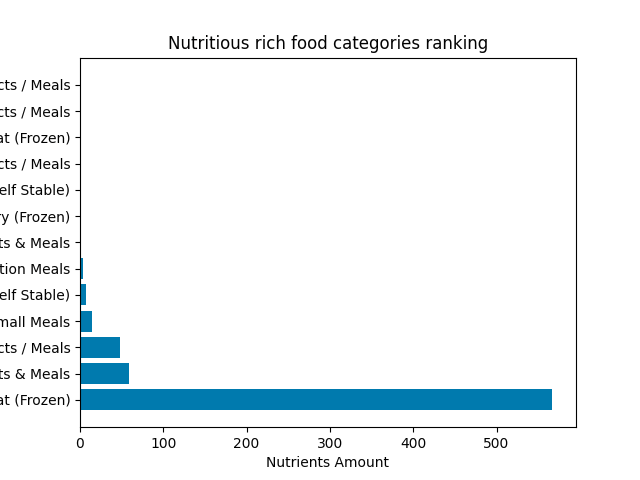 Nutritious rich food categories ranking
cts / Meals
cts / Meals
at (Frozen)
cts / Meals
elf Stable)
ry (Frozen)
ts & Meals
tion Meals
elf Stable)
mall Meals
cts / Meals
ts & Meals
at (Frozen)
0 100 200 300 400 500
Nutrients Amount